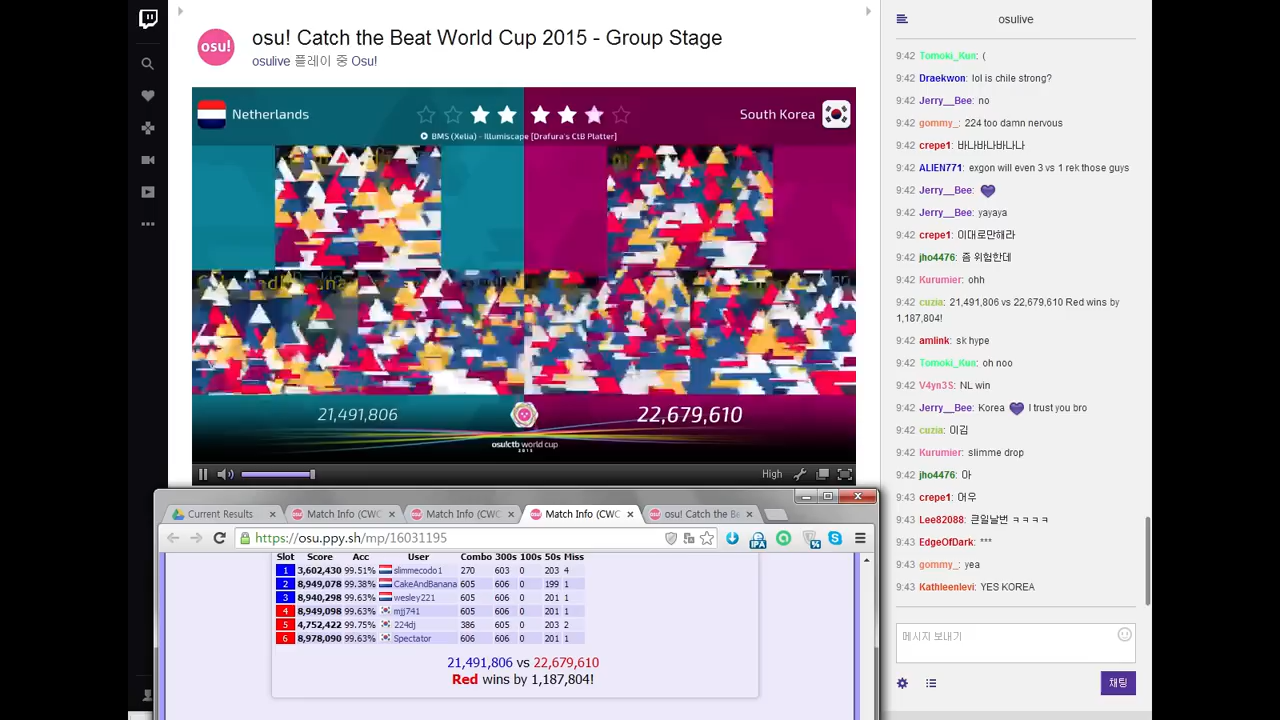 osu!
osu! Catch the Beat World Cup 2015 - Group Stage
osulive 플레이 중 Osu!
Netherlands
South Korea
BMS (Xelia) - Illumiscape [Drafura's CtB Platter]
21,491,806
22,679,610
osu!ctb world cup
2015
High
Current Results
Match Info (CWC
Match Info (CWC
Match Info (CWC
osu! Catch the Be
https://osu.ppy.sh/mp/16031195
IPA
Slot Score Acc User Combo 300s 100s 50s Miss
1 3,602,430 99.51% slimmecodo1 270 603 0 203 4
2 8,949,078 99.38% CakeAndBanana 605 606 0 199 1
3 8,940,298 99.63% wesley221 605 606 0 201 1
4 8,949,098 99.63% mjj741 605 606 0 201 1
5 4,752,422 99.75% 224dj 386 605 0 203 2
6 8,978,090 99.63% Spectator 606 606 0 201 1
21,491,806 vs 22,679,610
Red wins by 1,187,804!
osulive
9:42 Tomoki_Kun: (
9:42 Draekwon: lol is chile strong?
9:42 Jerry__Bee: no
9:42 gommy_: 224 too damn nervous
9:42 crepe1: 바나바나바나나
9:42 ALIEN771: exgon will even 3 vs 1 rek those guys
9:42 Jerry__Bee:
9:42 Jerry__Bee: yayaya
9:42 crepe1: 이대로만해라
9:42 jho4476: 좀 위험한데
9:42 Kurumier: ohh
9:42 cuzia: 21,491,806 vs 22,679,610 Red wins by
1,187,804!
9:42 amlink: sk hype
9:42 Tomoki_Kun: oh noo
9:42 V4yn3S: NL win
9:42 Jerry__Bee: Korea I trust you bro
9:42 cuzia: 이김
9:42 Kurumier: slimme drop
9:42 jho4476: 아
9:43 crepe1: 어우
9:43 Lee82088: 큰일날번 ㅋㅋㅋㅋ
9:43 EdgeOfDark: ***
9:43 gommy_: yea
9:43 Kathleenlevi: YES KOREA
메시지 보내기
채팅